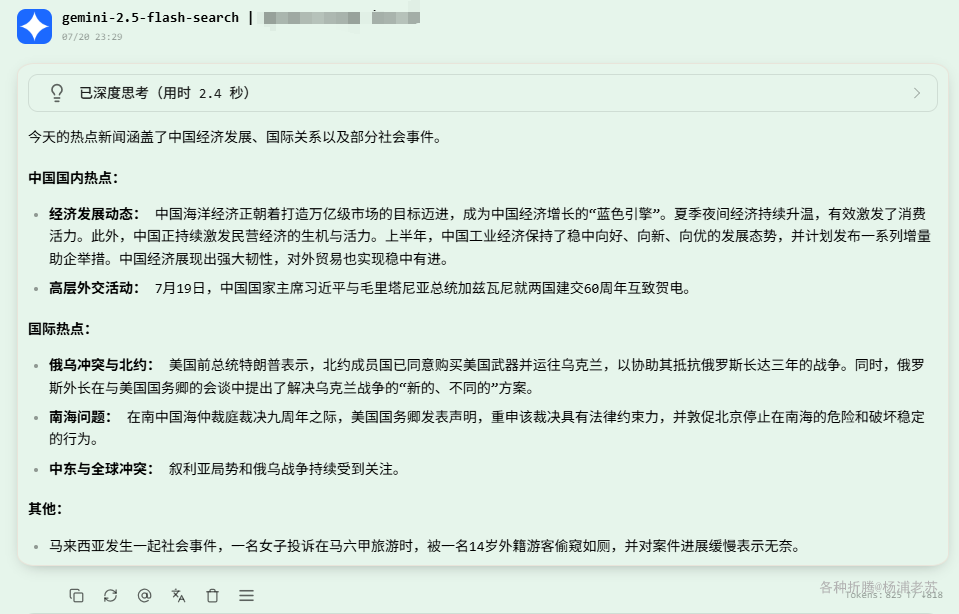 gemini-2.5-flash-search |
07/20 23:29
已深度思考（用时 2.4 秒）
今天的热点新闻涵盖了中国经济发展、国际关系以及部分社会事件。
中国国内热点：
经济发展动态： 中国海洋经济正朝着打造万亿级市场的目标迈进，成为中国经济增长的“蓝色引擎”。夏季夜间经济持续升温，有效激发了消费
活力。此外，中国正持续激发民营经济的生机与活力。上半年，中国工业经济保持了稳中向好、向新、向优的发展态势，并计划发布一系列增量
助企举措。中国经济展现出强大韧性，对外贸易也实现稳中有进。
高层外交活动： 7月19日，中国国家主席习近平与毛里塔尼亚总统加兹瓦尼就两国建交60周年互致贺电。
国际热点：
俄乌冲突与北约： 美国前总统特朗普表示，北约成员国已同意购买美国武器并运往乌克兰，以协助其抵抗俄罗斯长达三年的战争。同时，俄罗
斯外长在与美国国务卿的会谈中提出了解决乌克兰战争的“新的、不同的”方案。
南海问题： 在南中国海仲裁庭裁决九周年之际，美国国务卿发表声明，重申该裁决具有法律约束力，并敦促北京停止在南海的危险和破坏稳定
的行为。
中东与全球冲突： 叙利亚局势和俄乌战争持续受到关注。
其他：
马来西亚发生一起社会事件，一名女子投诉在马六甲旅游时，被一名14岁外籍游客偷窥如厕，并对案件进展缓慢表示无奈。
各种折腾@杨浦老苏
Tokens: 825 ↑7 ↓818